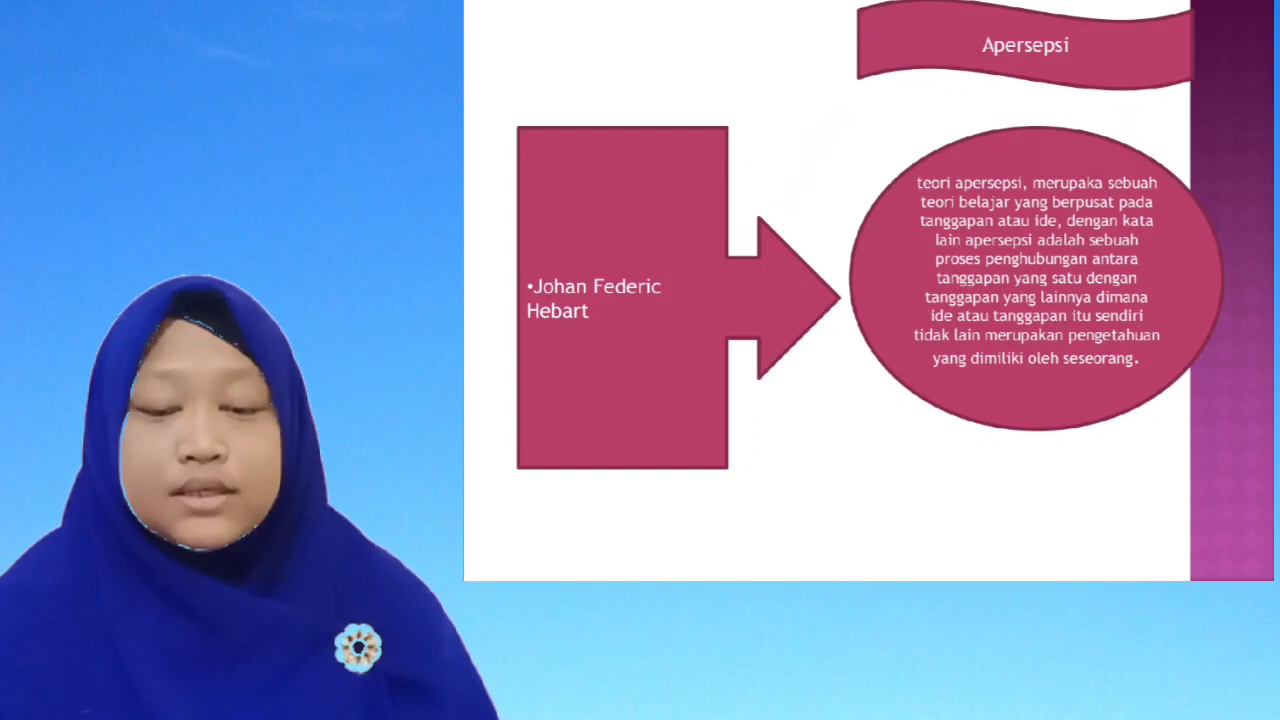 Apersepsi
•Johan Federic
Hebart
teori apersepsi, merupaka sebuah
teori belajar yang berpusat pada
tanggapan atau ide, dengan kata
lain apersepsi adalah sebuah
proses penghubungan antara
tanggapan yang satu dengan
tanggapan yang lainnya dimana
ide atau tanggapan itu sendiri
tidak lain merupakan pengetahuan
yang dimiliki oleh seseorang.